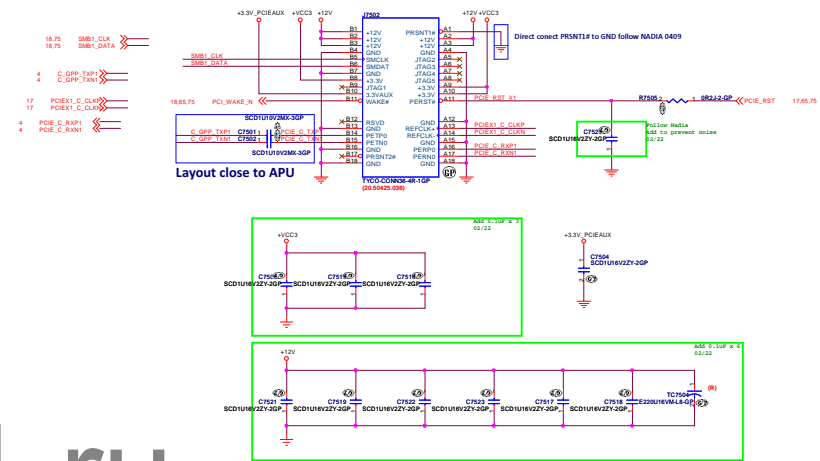 +3.3V_PCIEAUX +VCC3 +12V J7502 +12V +VCC3
B1 +12V PRSNT1# A1
B2 +12V +12V A2
B3 +12V +12V A3
B4 GND GND A4
SMB1_CLK B5 SMCLK JTAG2 A5
SMB1_DATA B6 SMDAT JTAG3 A6
B7 GND JTAG4 A7
B8 +3.3V JTAG5 A8
B9 JTAG1 +3.3V A9
B10 3.3VAUX +3.3V A10
B11 WAKE# PERST# A11
B12 RSVD GND A12
B13 GND REFCLK+ A13
B14 PETP0 REFCLK- A14
B15 PETN0 GND A15
B16 GND PERP0 A16
B17 PRSNT2# PERN0 A17
B18 GND GND A18
TYCO-CONN36-4R-1GP
(20.50425.036)
GP
18,75 SMB1_CLK
18,75 SMB1_DATA
4 C_GPP_TXP1
4 C_GPP_TXN1
17 PCIEX1_C_CLKP
17 PCIEX1_C_CLKN
4 PCIE_C_RXP1
4 PCIE_C_RXN1
18,65,75 PCI_WAKE_N
SCD1U10V2MX-3GP
C_GPP_TXP1 C7501 PCIE_C_TXP
C_GPP_TXN1 C7502 PCIE_C_TXN
SCD1U10V2MX-3GP
Layout close to APU
Direct conect PRSNT1# to GND follow NADIA 0409
PCIE_RST_X1 R7505 2 1 0R2J-2-GP PCIE_RST 17,65,75
PCIEX1_C_CLKP
PCIEX1_C_CLKN
PCIE_C_RXP1
PCIE_C_RXN1
SCD1U16V2ZY-2GP
Follow Nadia
Add to prevent noise
02/22
Add 0.1uF x 3
02/22
+VCC3
SCD1U16V2ZY-2GP SCD1U16V2ZY-2GP SCD1U16V2ZY-2GP
+3.3V_PCIEAUX
C7504
SCD1U16V2ZY-2GP
Add 0.1uF x 6
02/22
+12V
C7521 C7519 C7522 C7523 C7517 C7518 TC7504 (R)
SCD1U16V2ZY-2GP SCD1U16V2ZY-2GP SCD1U16V2ZY-2GP SCD1U16V2ZY-2GP SCD1U16V2ZY-2GP SCD1U16V2ZY-2GP E220U16VM-L8-GP